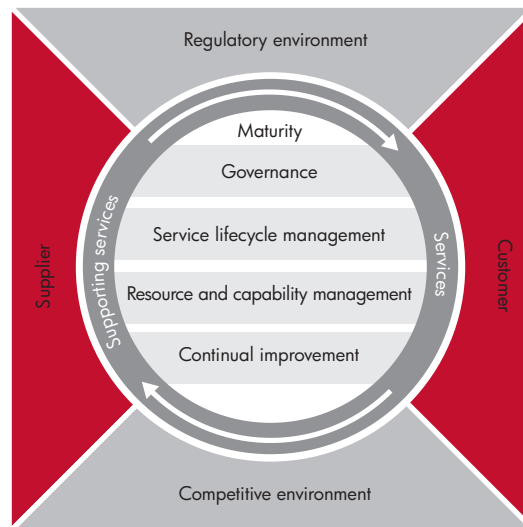 Regulatory environment
Maturity
Governance
Supplier
Supporting services
Service lifecycle management
Services
Customer
Resource and capability management
Continual improvement
Competitive environment